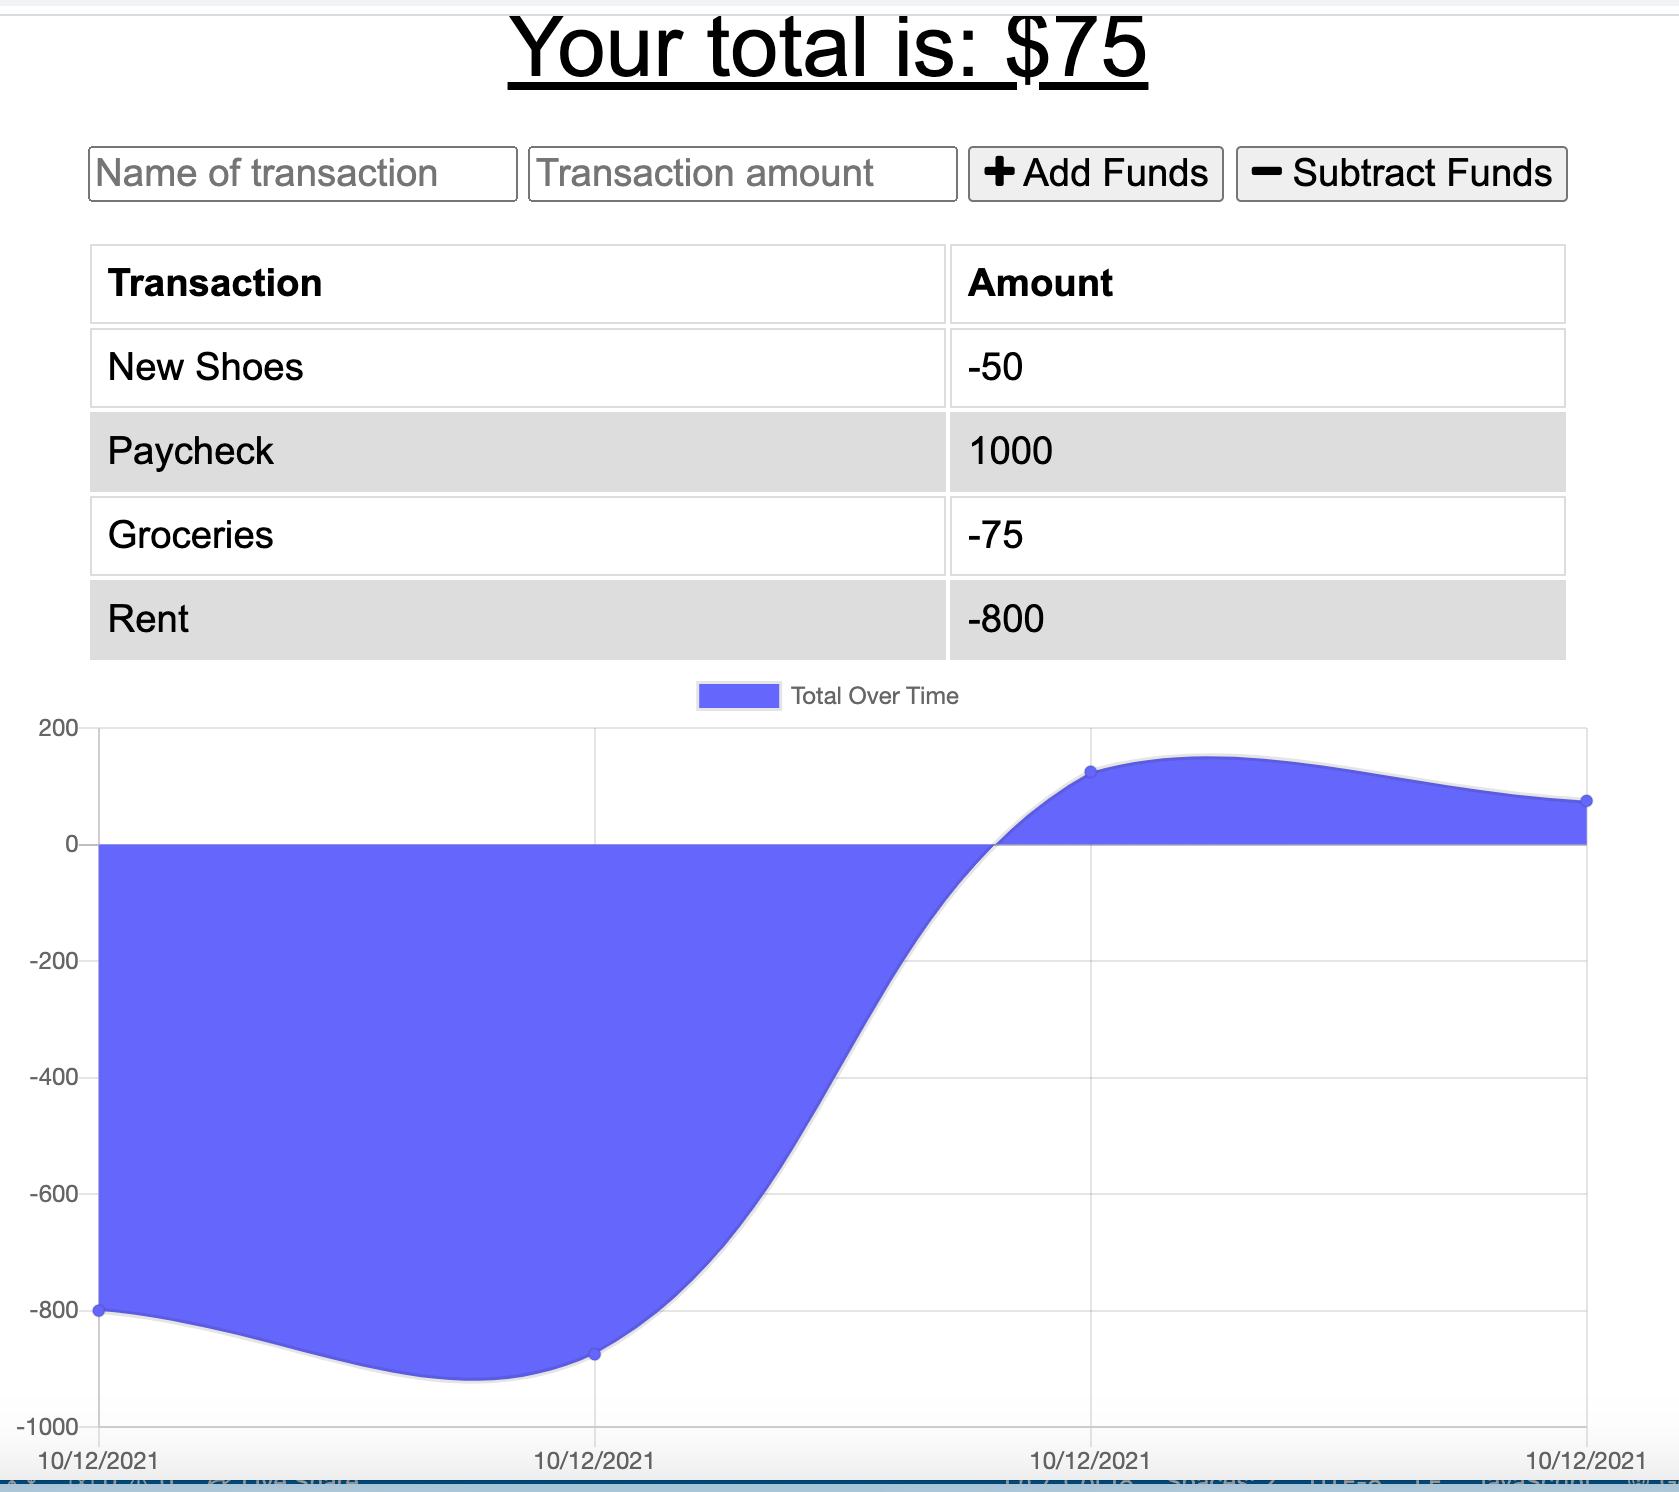 Your total is: $75
Name of transaction Transaction amount Add Funds Subtract Funds
Transaction Amount
New Shoes -50
Paycheck 1000
Groceries -75
Rent -800
Total Over Time
200
0
-200
-400
-600
-800
-1000
10/12/2021 10/12/2021 10/12/2021 10/12/2021